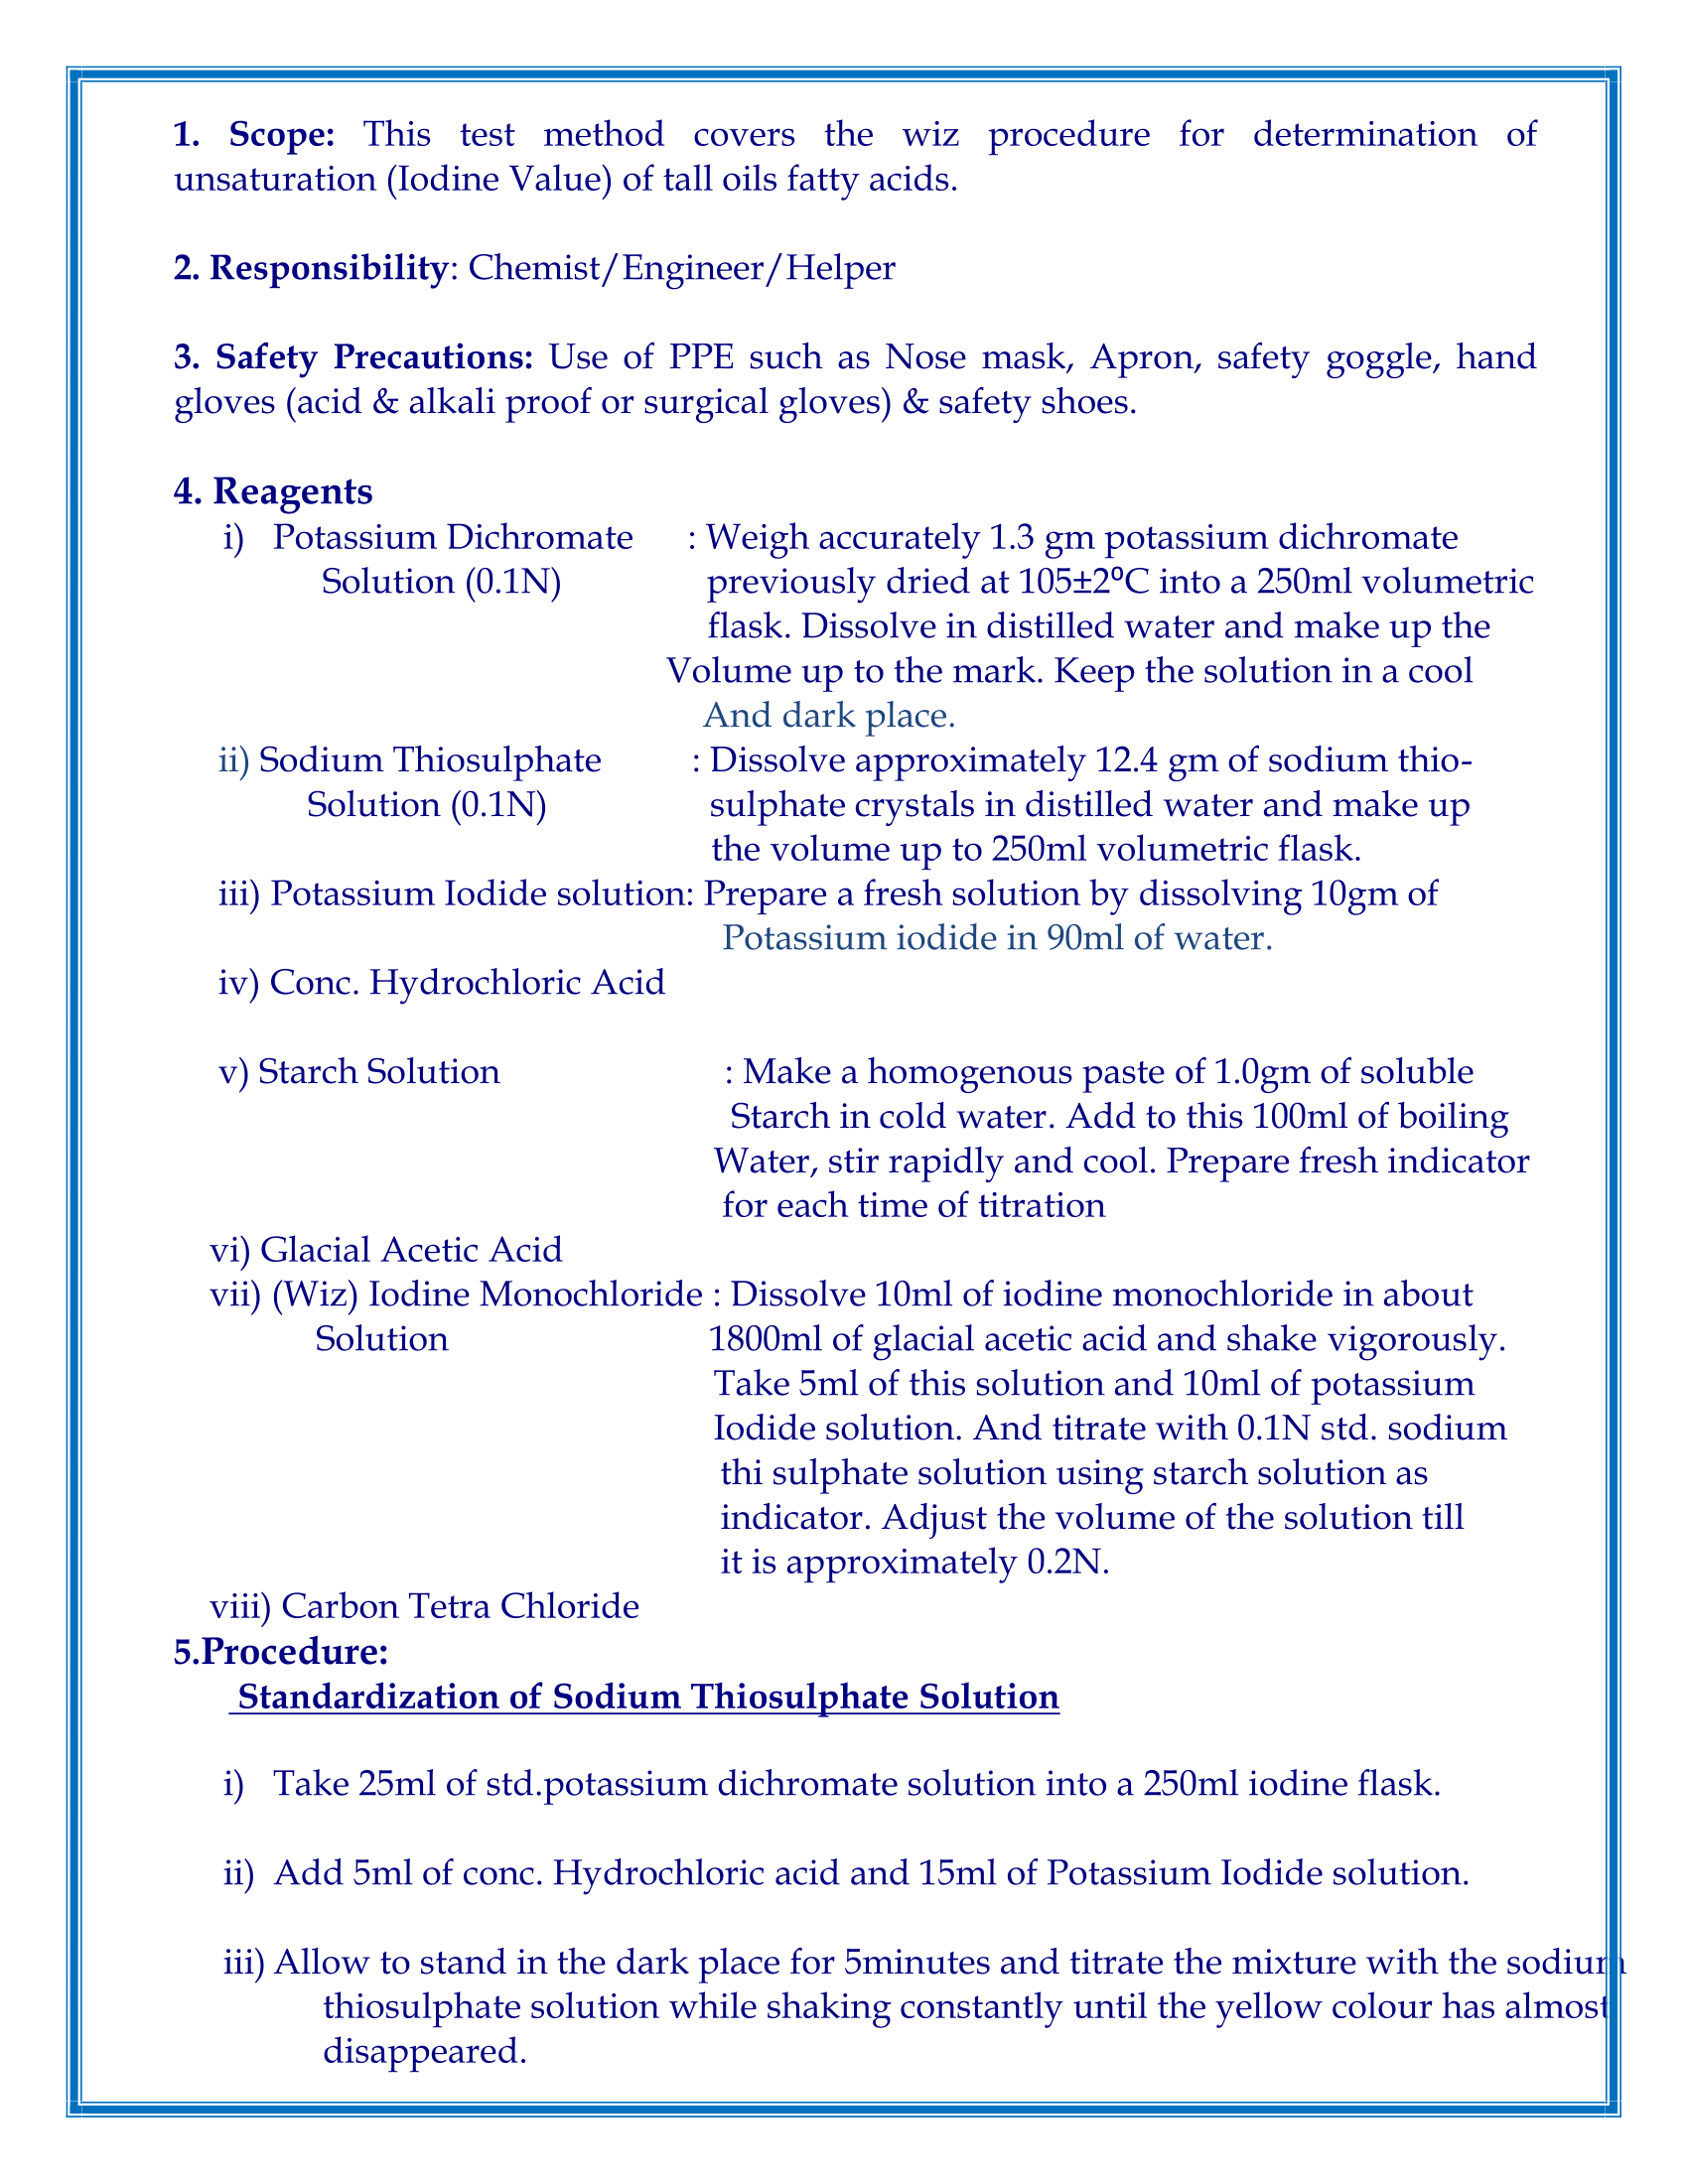 1. Scope: This test method covers the wiz procedure for determination of
unsaturation (Iodine Value) of tall oils fatty acids.
2. Responsibility: Chemist/Engineer/Helper
3. Safety Precautions: Use of PPE such as Nose mask, Apron, safety goggle, hand
gloves (acid & alkali proof or surgical gloves) & safety shoes.
4. Reagents
i) Potassium Dichromate : Weigh accurately 1.3 gm potassium dichromate
Solution (0.1N) previously dried at 105±2⁰C into a 250ml volumetric
flask. Dissolve in distilled water and make up the
Volume up to the mark. Keep the solution in a cool
And dark place.
ii) Sodium Thiosulphate : Dissolve approximately 12.4 gm of sodium thio-
Solution (0.1N) sulphate crystals in distilled water and make up
the volume up to 250ml volumetric flask.
iii) Potassium Iodide solution: Prepare a fresh solution by dissolving 10gm of
Potassium iodide in 90ml of water.
iv) Conc. Hydrochloric Acid
v) Starch Solution : Make a homogenous paste of 1.0gm of soluble
Starch in cold water. Add to this 100ml of boiling
Water, stir rapidly and cool. Prepare fresh indicator
for each time of titration
vi) Glacial Acetic Acid
vii) (Wiz) Iodine Monochloride : Dissolve 10ml of iodine monochloride in about
Solution 1800ml of glacial acetic acid and shake vigorously.
Take 5ml of this solution and 10ml of potassium
Iodide solution. And titrate with 0.1N std. sodium
thi sulphate solution using starch solution as
indicator. Adjust the volume of the solution till
it is approximately 0.2N.
viii) Carbon Tetra Chloride
5.Procedure:
Standardization of Sodium Thiosulphate Solution
i) Take 25ml of std.potassium dichromate solution into a 250ml iodine flask.
ii) Add 5ml of conc. Hydrochloric acid and 15ml of Potassium Iodide solution.
iii) Allow to stand in the dark place for 5minutes and titrate the mixture with the sodium
thiosulphate solution while shaking constantly until the yellow colour has almost
disappeared.